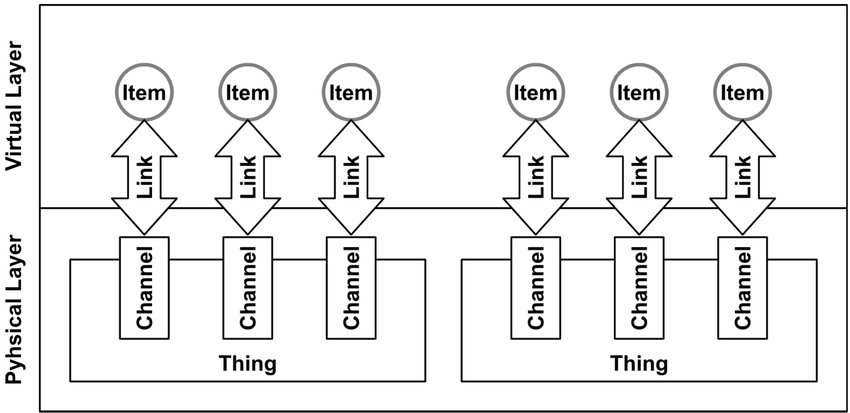 Virtual Layer
Item Item Item Item Item Item
Link Link Link Link Link Link
Pyhsical Layer
Channel Channel Channel Channel Channel Channel
Thing Thing